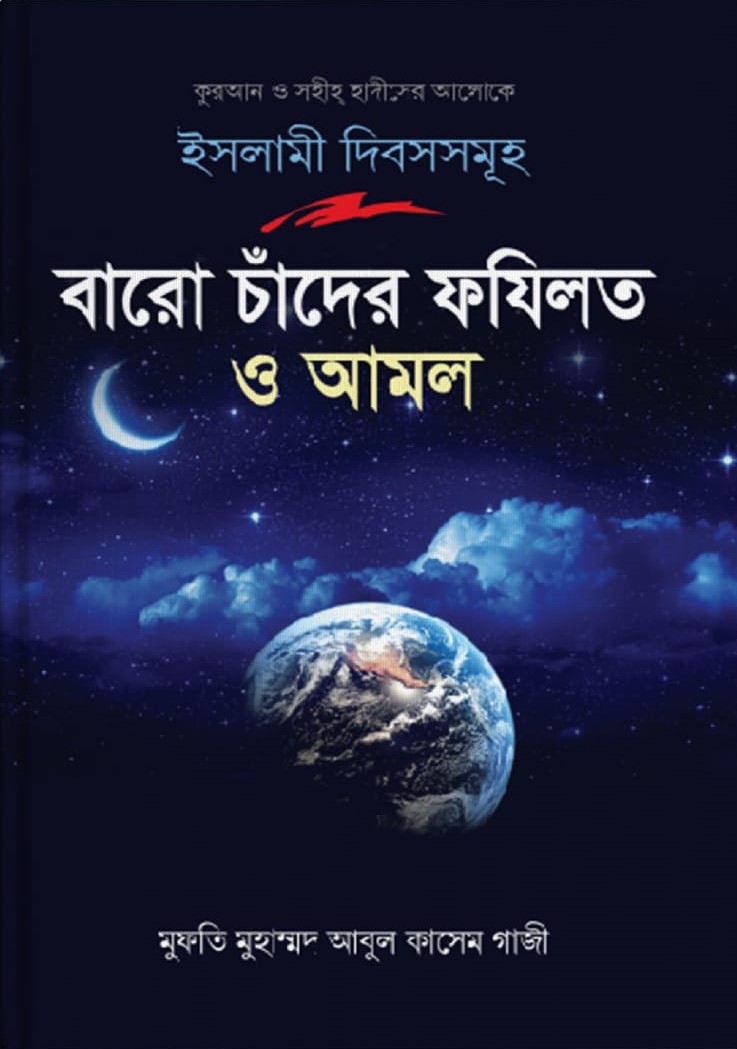 কুরআন ও সহীহ্ হাদীসের আলোকে
ইসলামী দিবসসমূহ
বারো চাঁদের ফযিলত
ও আমল
মুফতি মুহাম্মদ আবুল কাসেম গাজী